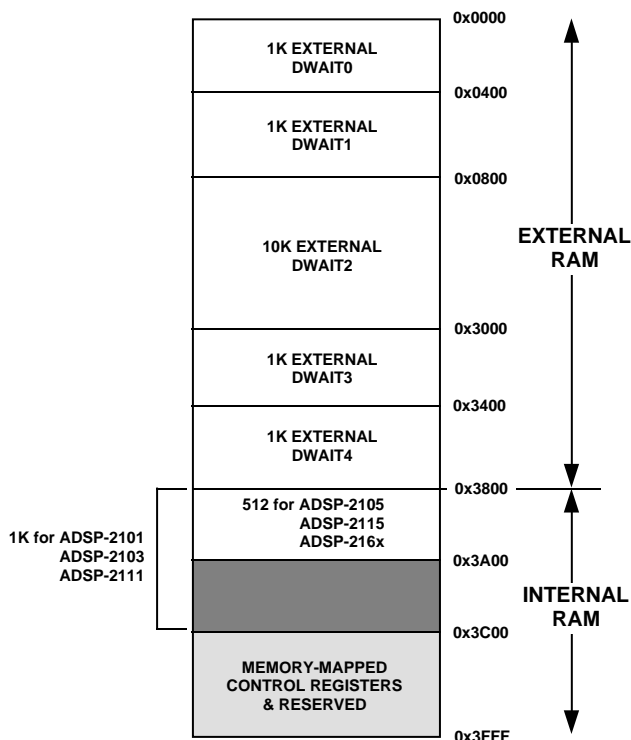 0x0000
1K EXTERNAL
DWAIT0
0x0400
1K EXTERNAL
DWAIT1
0x0800
10K EXTERNAL
DWAIT2
EXTERNAL
RAM
0x3000
1K EXTERNAL
DWAIT3
0x3400
1K EXTERNAL
DWAIT4
0x3800
512 for ADSP-2105
ADSP-2115
ADSP-216x
1K for ADSP-2101
ADSP-2103
ADSP-2111
0x3A00
INTERNAL
RAM
0x3C00
MEMORY-MAPPED
CONTROL REGISTERS
& RESERVED
0x3FFF